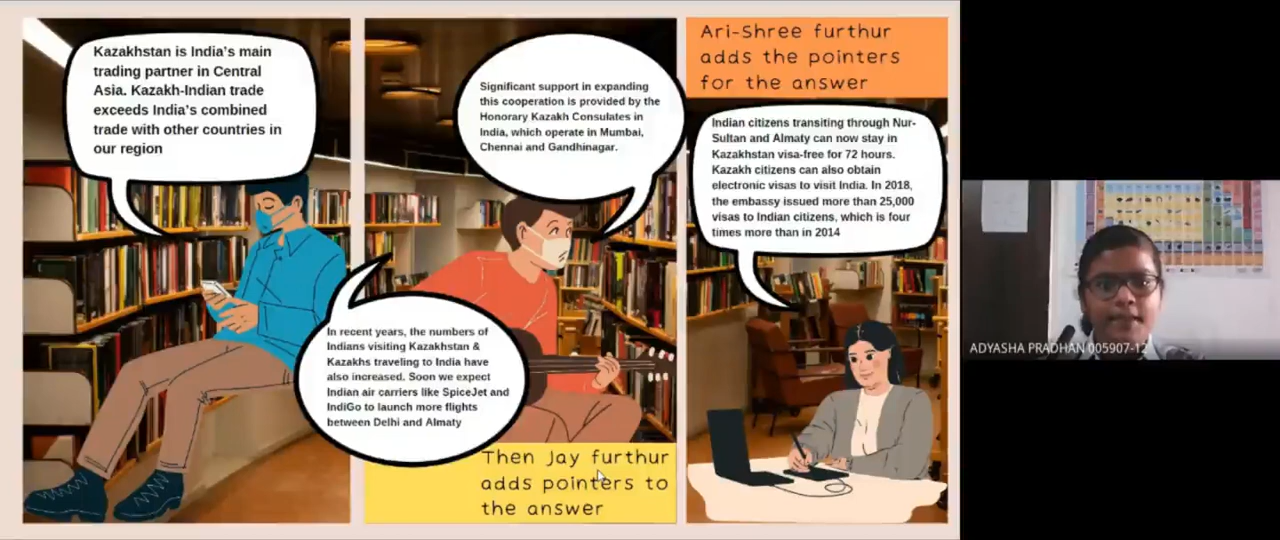 Kazakhstan is India's main
trading partner in Central
Asia. Kazakh-Indian trade
exceeds India's combined
trade with other countries in
our region
In recent years, the numbers of
Indians visiting Kazakhstan &
Kazakhs traveling to India have
also increased. Soon we expect
Indian air carriers like SpiceJet and
IndiGo to launch more flights
between Delhi and Almaty
Significant support in expanding
this cooperation is provided by the
Honorary Kazakh Consulates in
India, which operate in Mumbai,
Chennai and Gandhinagar.
Then Jay furthur
adds pointers to
the answer
Ari-Shree furthur
adds the pointers
for the answer
Indian citizens transiting through Nur-
Sultan and Almaty can now stay in
Kazakhstan visa-free for 72 hours.
Kazakh citizens can also obtain
electronic visas to visit India. In 2018,
the embassy issued more than 25,000
visas to Indian citizens, which is four
times more than in 2014
ADYASHA PRADHAN 005907-12